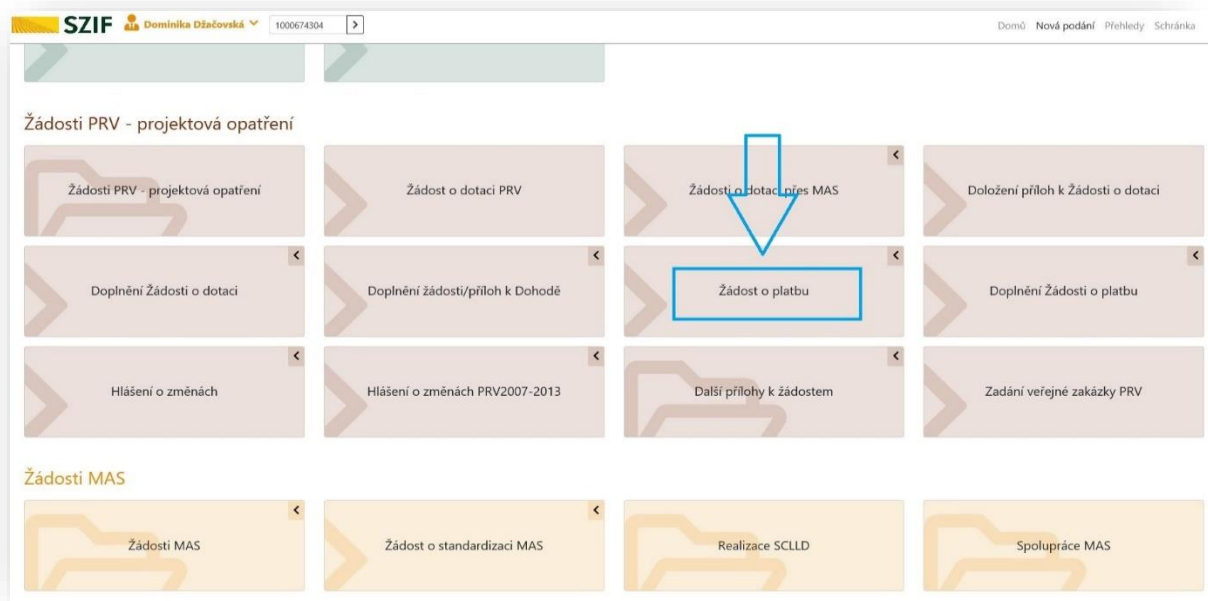 SZIF Dominika Džačovská 1000674304 Domů Nová podání Přehledy Schránka
Žádosti PRV - projektová opatření
Žádosti PRV - projektová opatření
Žádost o dotaci PRV
Žádosti o dotaci přes MAS
Doložení příloh k Žádosti o dotaci
Doplnění Žádosti o dotaci
Doplnění žádosti/příloh k Dohodě
Žádost o platbu
Doplnění Žádosti o platbu
Hlášení o změnách
Hlášení o změnách PRV2007-2013
Další přílohy k žádostem
Zadání veřejné zakázky PRV
Žádosti MAS
Žádosti MAS
Žádost o standardizaci MAS
Realizace SCLLD
Spolupráce MAS